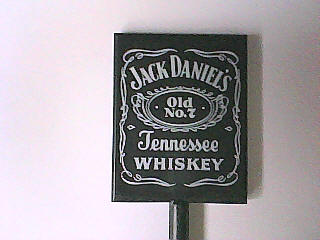 JACK DANIEL'S
Old
No.7
Tennessee
WHISKEY